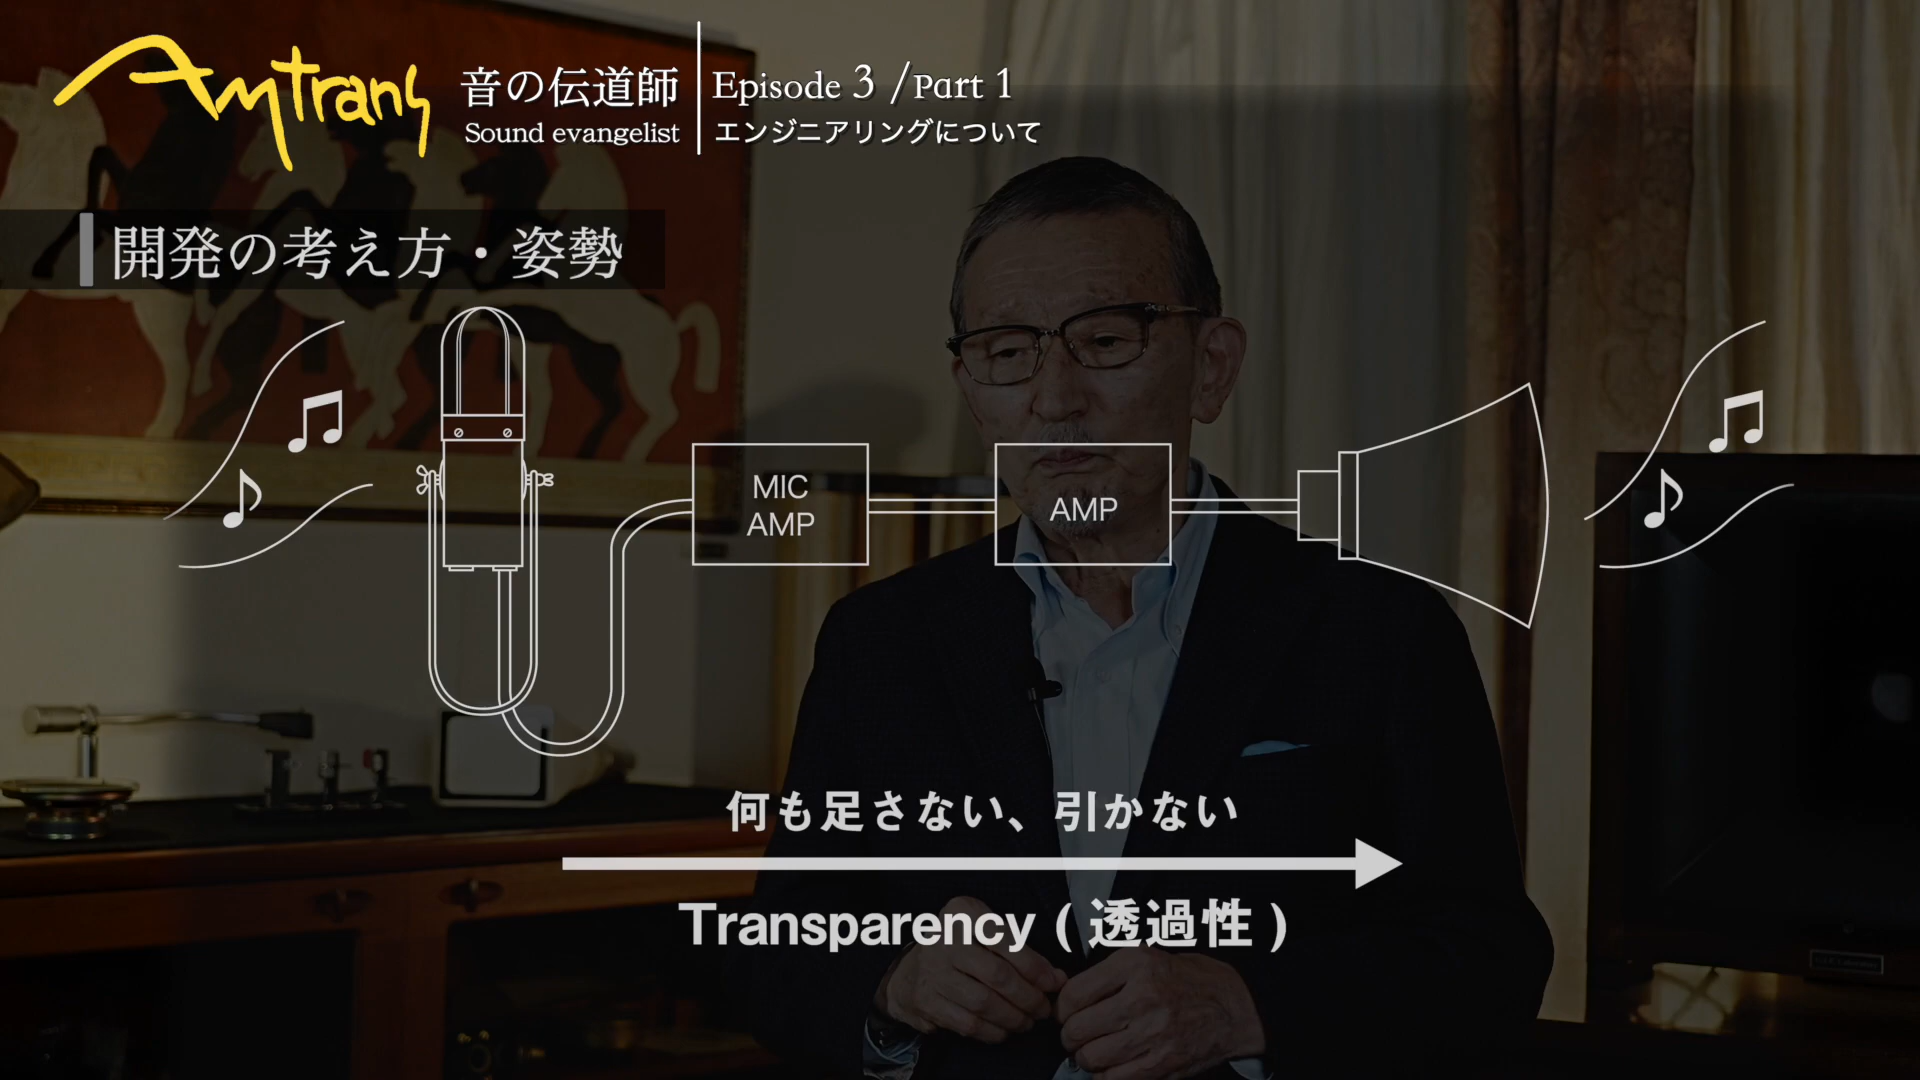 Amtrans
音の伝道師
Sound evangelist
Episode 3 / Part 1
エンジニアリングについて
開発の考え方・姿勢
MIC
AMP
AMP
何も足さない、引かない
Transparency ( 透過性 )